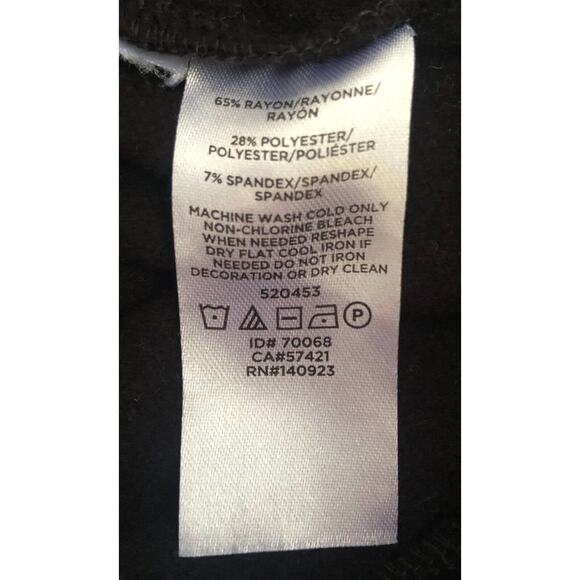 65% RAYON/RAYONNE/
RAYÓN
28% POLYESTER/
POLYESTER/POLIÉSTER
7% SPANDEX/SPANDEX/
SPANDEX
MACHINE WASH COLD ONLY
NON-CHLORINE BLEACH
WHEN NEEDED RESHAPE
DRY FLAT COOL IRON IF
NEEDED DO NOT IRON
DECORATION OR DRY CLEAN
520453
P
ID# 70068
CA#57421
RN#140923